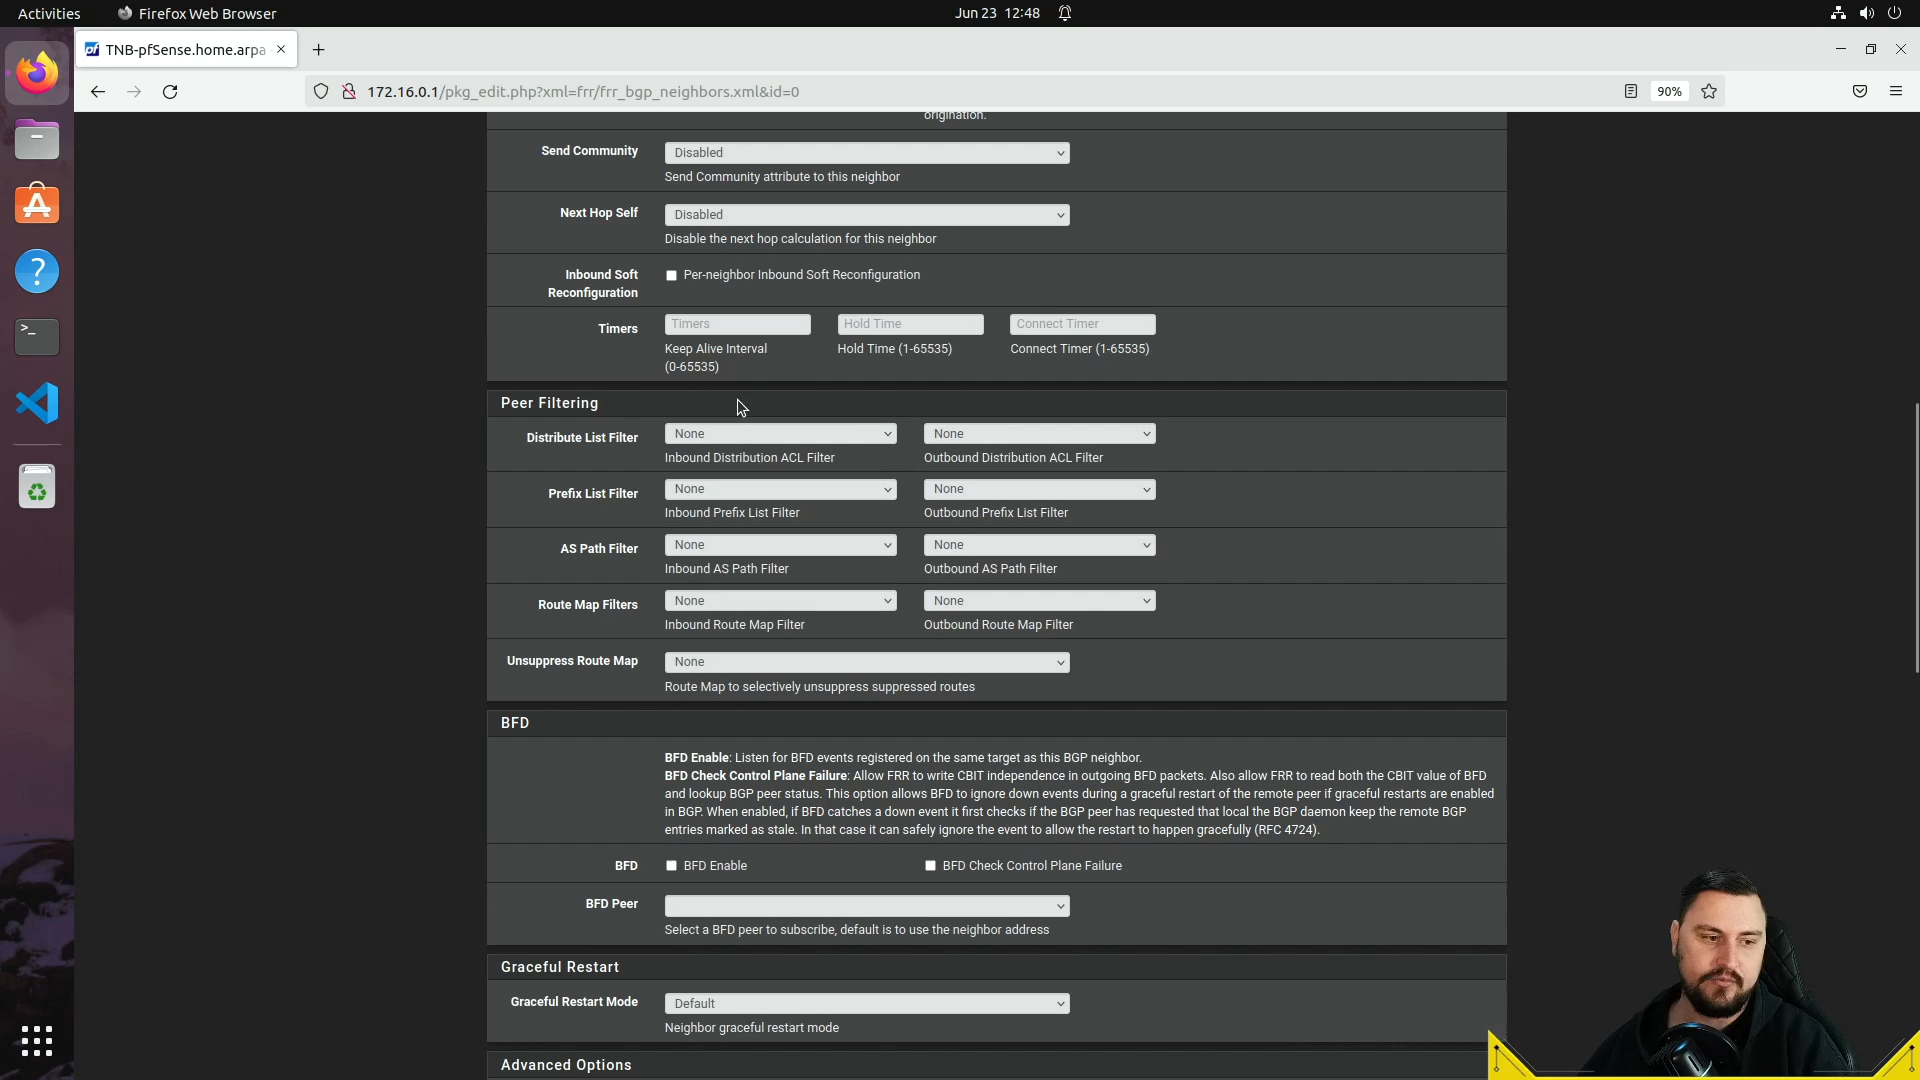 Activities
Firefox Web Browser
Jun 23 12:48
TNB-pfSense.home.arpa
172.16.0.1/pkg_edit.php?xml=frr/frr_bgp_neighbors.xml&id=0
90%
origination.
Send Community
Disabled
Send Community attribute to this neighbor
Next Hop Self
Disabled
Disable the next hop calculation for this neighbor
Inbound Soft
Reconfiguration
Per-neighbor Inbound Soft Reconfiguration
Timers
Timers
Hold Time
Connect Timer
Keep Alive Interval
(0-65535)
Hold Time (1-65535)
Connect Timer (1-65535)
Peer Filtering
Distribute List Filter
None
None
Inbound Distribution ACL Filter
Outbound Distribution ACL Filter
Prefix List Filter
None
None
Inbound Prefix List Filter
Outbound Prefix List Filter
AS Path Filter
None
None
Inbound AS Path Filter
Outbound AS Path Filter
Route Map Filters
None
None
Inbound Route Map Filter
Outbound Route Map Filter
Unsuppress Route Map
None
Route Map to selectively unsuppress suppressed routes
BFD
BFD Enable: Listen for BFD events registered on the same target as this BGP neighbor.
BFD Check Control Plane Failure: Allow FRR to write CBIT independence in outgoing BFD packets. Also allow FRR to read both the CBIT value of BFD
and lookup BGP peer status. This option allows BFD to ignore down events during a graceful restart of the remote peer if graceful restarts are enabled
in BGP. When enabled, if BFD catches a down event it first checks if the BGP peer has requested that local the BGP daemon keep the remote BGP
entries marked as stale. In that case it can safely ignore the event to allow the restart to happen gracefully (RFC 4724).
BFD
BFD Enable
BFD Check Control Plane Failure
BFD Peer
Select a BFD peer to subscribe, default is to use the neighbor address
Graceful Restart
Graceful Restart Mode
Default
Neighbor graceful restart mode
Advanced Options